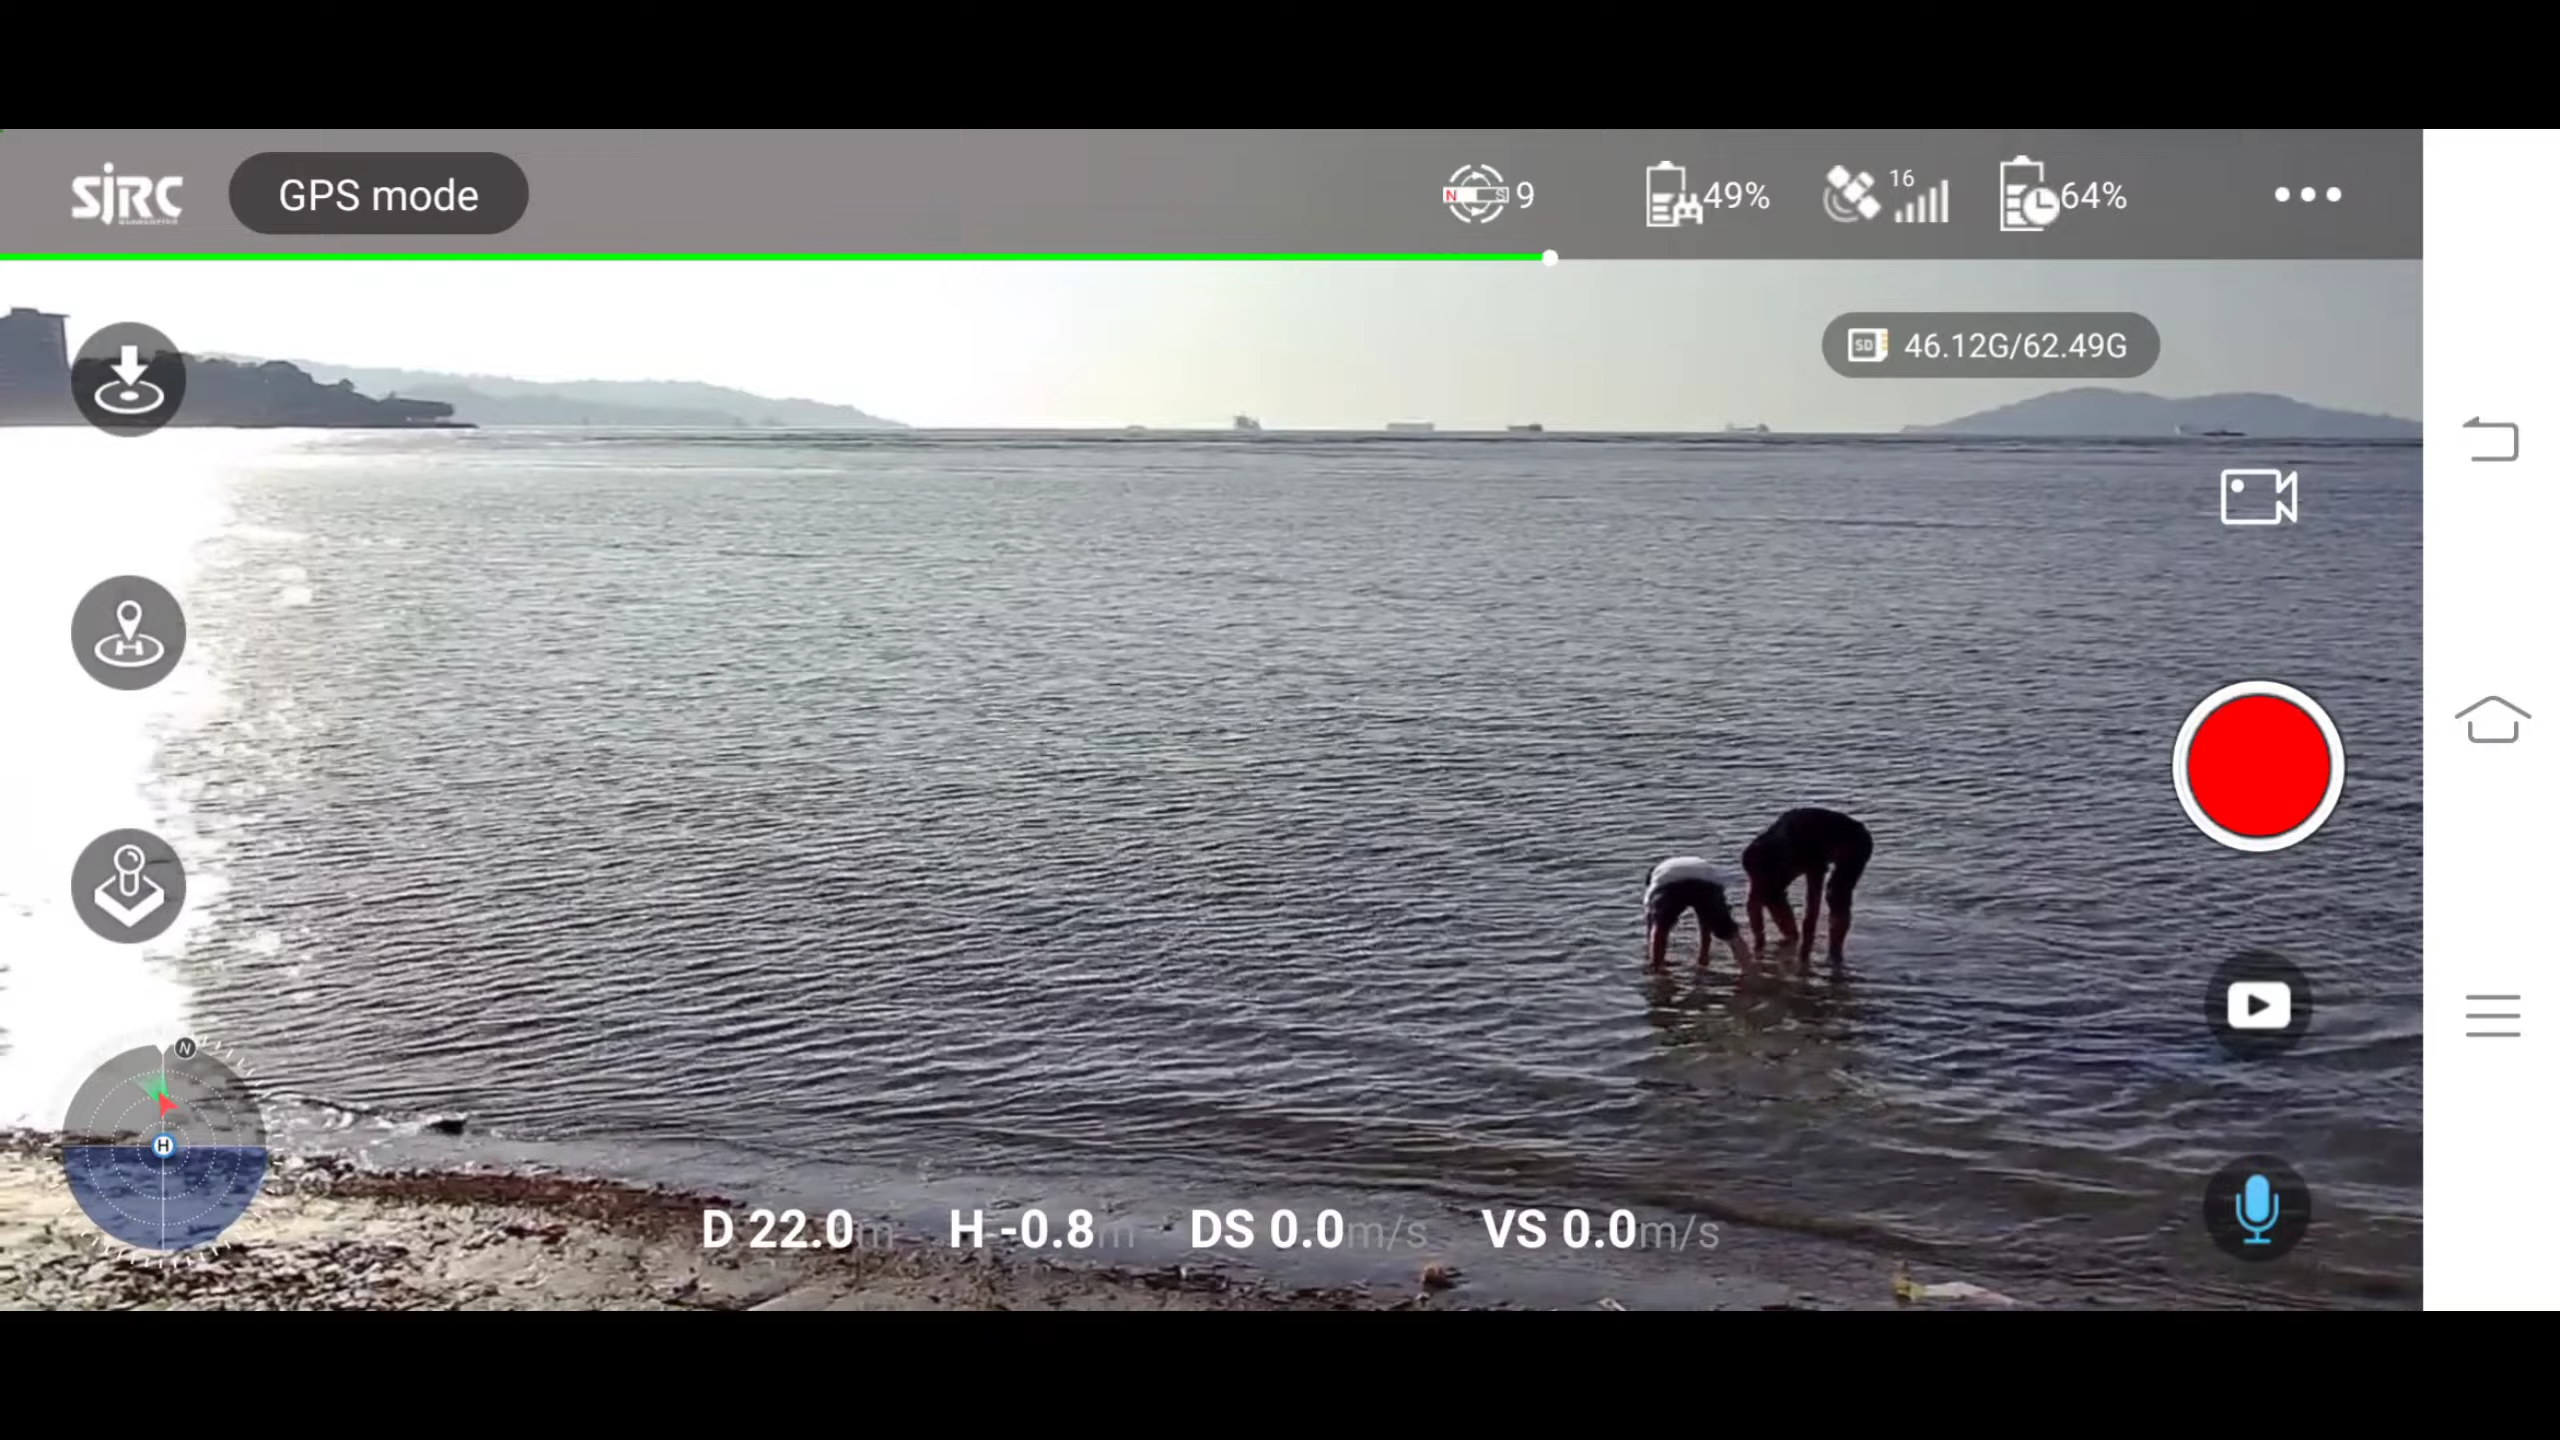 SJRC GPS mode N S 9 49% 16 64%
SD 46.12G/62.49G
N
H
D 22.0m H -0.8m DS 0.0m/s VS 0.0m/s